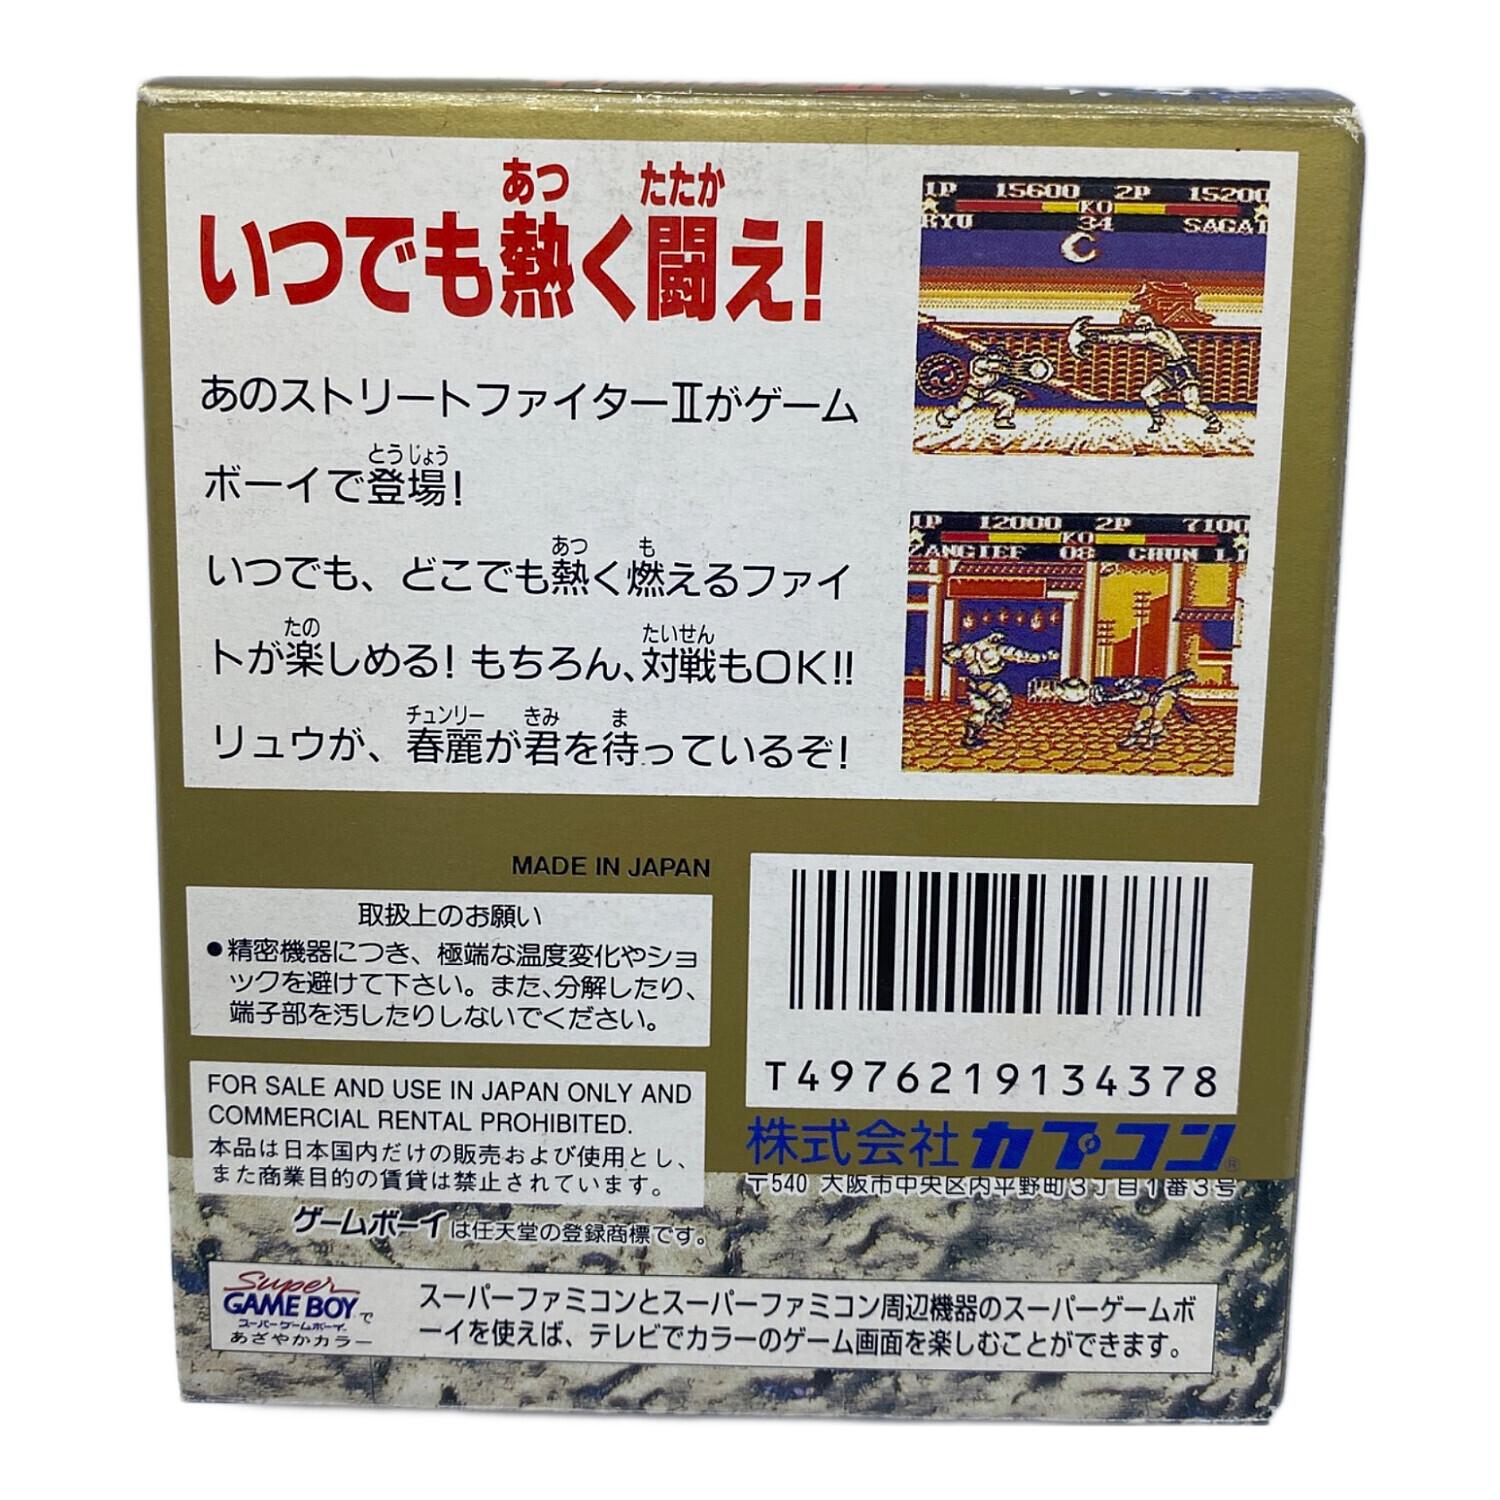 あつ たたか
いつでも熱く闘え!
あのストリートファイターⅡがゲーム
とうじょう
ボーイで登場!
あつ も
いつでも、どこでも熱く燃えるファイ
たの たいせん
トが楽しめる!もちろん、対戦もOK!!
チュンリー きみ ま
リュウが、春麗が君を待っているぞ!
1P 15600 2P 15200
KO
RYU 34 SAGAT
1P 12000 2P 7100
KO
ZANGIEF 08 CHUN LI
MADE IN JAPAN
取扱上のお願い
●精密機器につき、極端な温度変化やショ
ックを避けて下さい。また、分解したり、
端子部を汚したりしないでください。
FOR SALE AND USE IN JAPAN ONLY AND
COMMERCIAL RENTAL PROHIBITED.
本品は日本国内だけの販売および使用とし、
また商業目的の賃貸は禁止されています。
T4976219134378
株式会社カプコン®
〒540 大阪市中央区内平野町3丁目1番3号
ゲームボーイは任天堂の登録商標です。
Super
GAME BOYで
スーパーゲームボーイ
あざやかカラー
スーパーファミコンとスーパーファミコン周辺機器のスーパーゲームボ
ーイを使えば、テレビでカラーのゲーム画面を楽しむことができます。